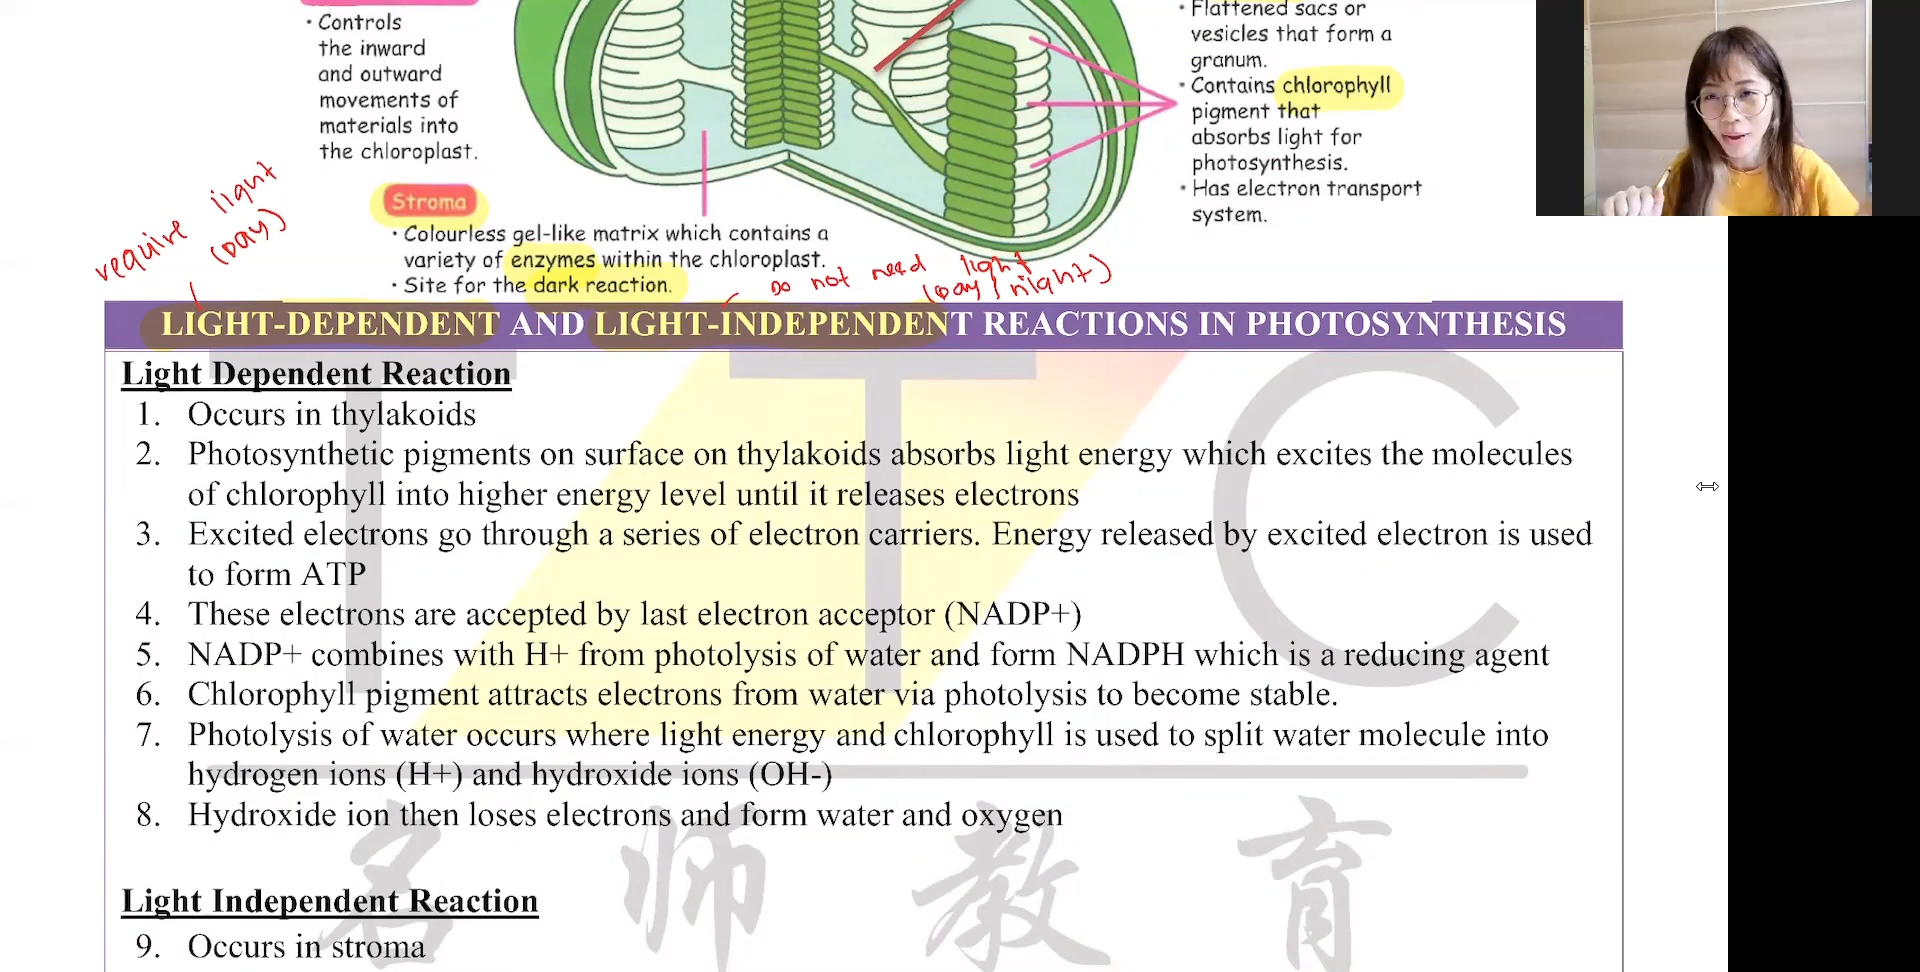 Controls
the inward
and outward
movements of
materials into
the chloroplast.
Flattened sacs or
vesicles that form a
granum.
Contains chlorophyll
pigment that
absorbs light for
photosynthesis.
Has electron transport
system.
require light
(Day)
Stroma
Colourless gel-like matrix which contains a
variety of enzymes within the chloroplast.
Site for the dark reaction.
Do not need light
(Day / night)
LIGHT-DEPENDENT AND LIGHT-INDEPENDENT REACTIONS IN PHOTOSYNTHESIS
Light Dependent Reaction
1. Occurs in thylakoids
2. Photosynthetic pigments on surface on thylakoids absorbs light energy which excites the molecules
of chlorophyll into higher energy level until it releases electrons
3. Excited electrons go through a series of electron carriers. Energy released by excited electron is used
to form ATP
4. These electrons are accepted by last electron acceptor (NADP+)
5. NADP+ combines with H+ from photolysis of water and form NADPH which is a reducing agent
6. Chlorophyll pigment attracts electrons from water via photolysis to become stable.
7. Photolysis of water occurs where light energy and chlorophyll is used to split water molecule into
hydrogen ions (H+) and hydroxide ions (OH-)
8. Hydroxide ion then loses electrons and form water and oxygen
Light Independent Reaction
9. Occurs in stroma
名师教育